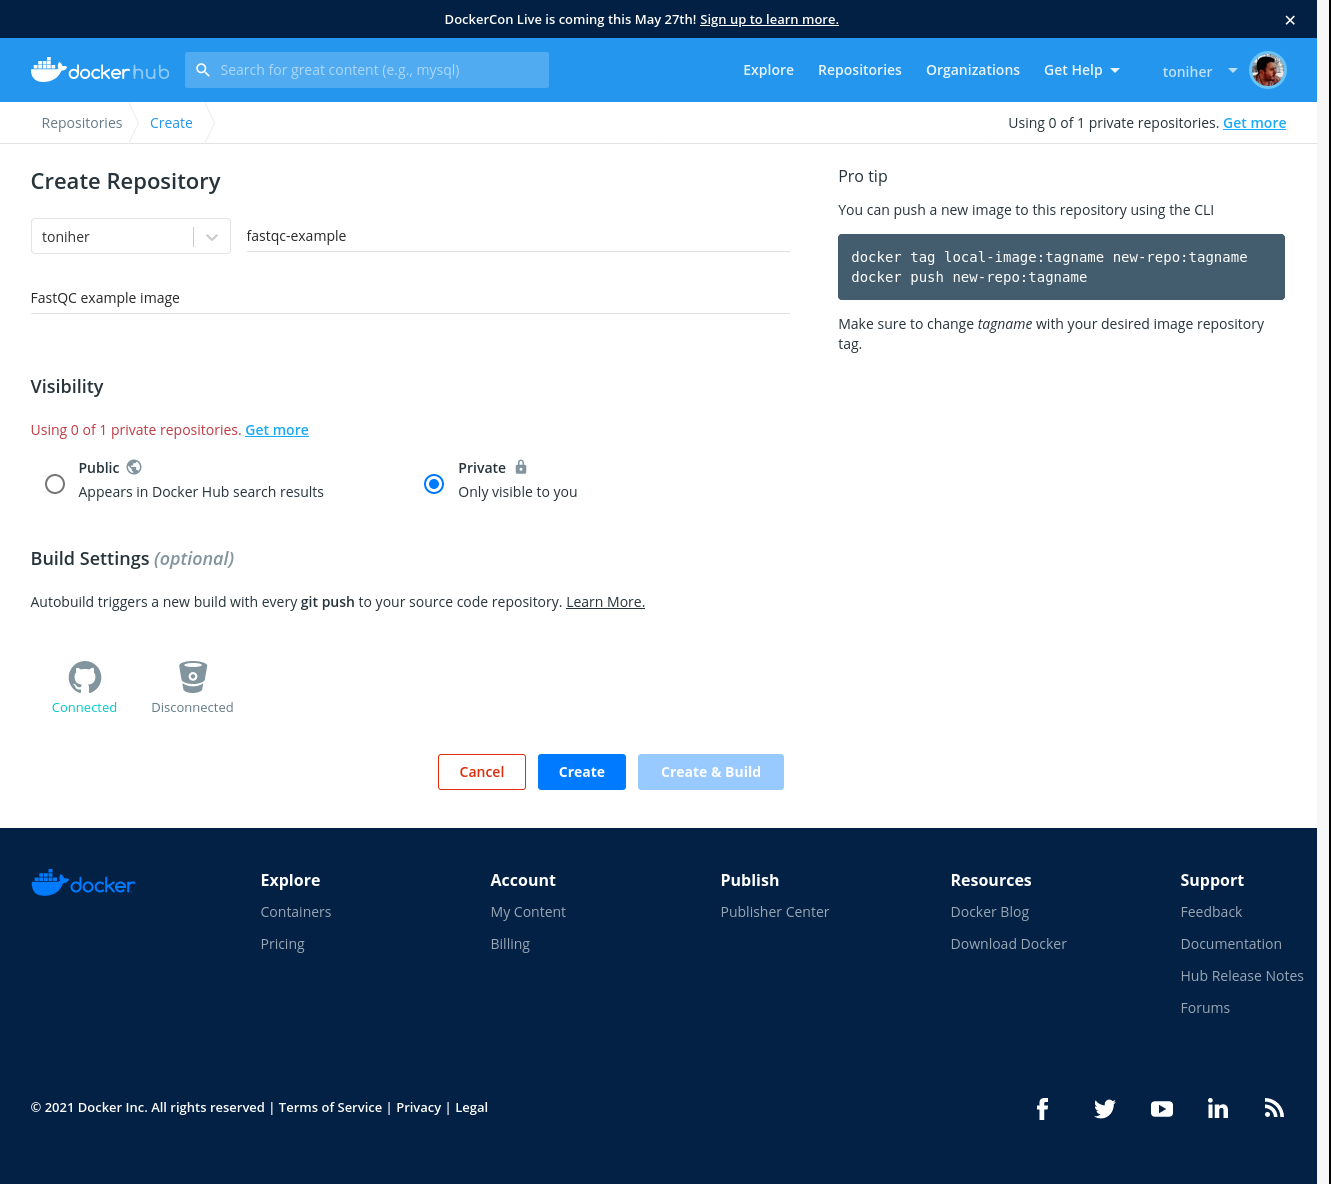 DockerCon Live is coming this May 27th! Sign up to learn more.
dockerhub
Search for great content (e.g., mysql)
Explore
Repositories
Organizations
Get Help
toniher
Repositories
Create
Using 0 of 1 private repositories. Get more
Create Repository
toniher
fastqc-example
FastQC example image
Pro tip
You can push a new image to this repository using the CLI
docker tag local-image:tagname new-repo:tagname
docker push new-repo:tagname
Make sure to change tagname with your desired image repository
tag.
Visibility
Using 0 of 1 private repositories. Get more
Public
Appears in Docker Hub search results
Private
Only visible to you
Build Settings (optional)
Autobuild triggers a new build with every git push to your source code repository. Learn More.
Connected
Disconnected
Cancel
Create
Create & Build
docker
Explore
Containers
Pricing
Account
My Content
Billing
Publish
Publisher Center
Resources
Docker Blog
Download Docker
Support
Feedback
Documentation
Hub Release Notes
Forums
© 2021 Docker Inc. All rights reserved | Terms of Service | Privacy | Legal